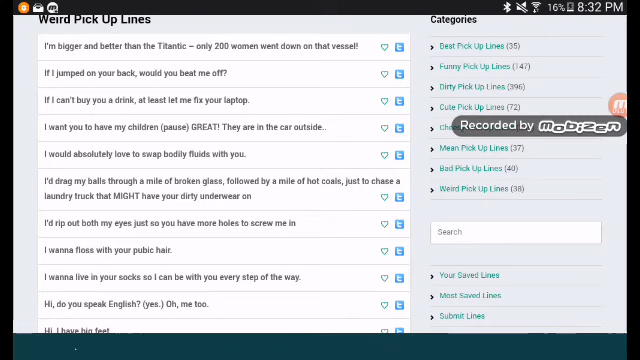 16% 8:32 PM
Weird Pick Up Lines
I'm bigger and better than the Titanic – only 200 women went down on that vessel!
If I jumped on your back, would you beat me off?
If I can't buy you a drink, at least let me fix your laptop.
I want you to have my children (pause) GREAT! They are in the car outside..
I would absolutely love to swap bodily fluids with you.
I'd drag my balls through a mile of broken glass, followed by a mile of hot coals, just to chase a
laundry truck that MIGHT have your dirty underwear on
I'd rip out both my eyes just so you have more holes to screw me in
I wanna floss with your pubic hair.
I wanna live in your socks so I can be with you every step of the way.
Hi, do you speak English? (yes.) Oh, me too.
Hi, I have big feet
Categories
Best Pick Up Lines (35)
Funny Pick Up Lines (147)
Dirty Pick Up Lines (396)
Cute Pick Up Lines (72)
Recorded by mobizen
Mean Pick Up Lines (37)
Bad Pick Up Lines (40)
Weird Pick Up Lines (38)
Search
Your Saved Lines
Most Saved Lines
Submit Lines